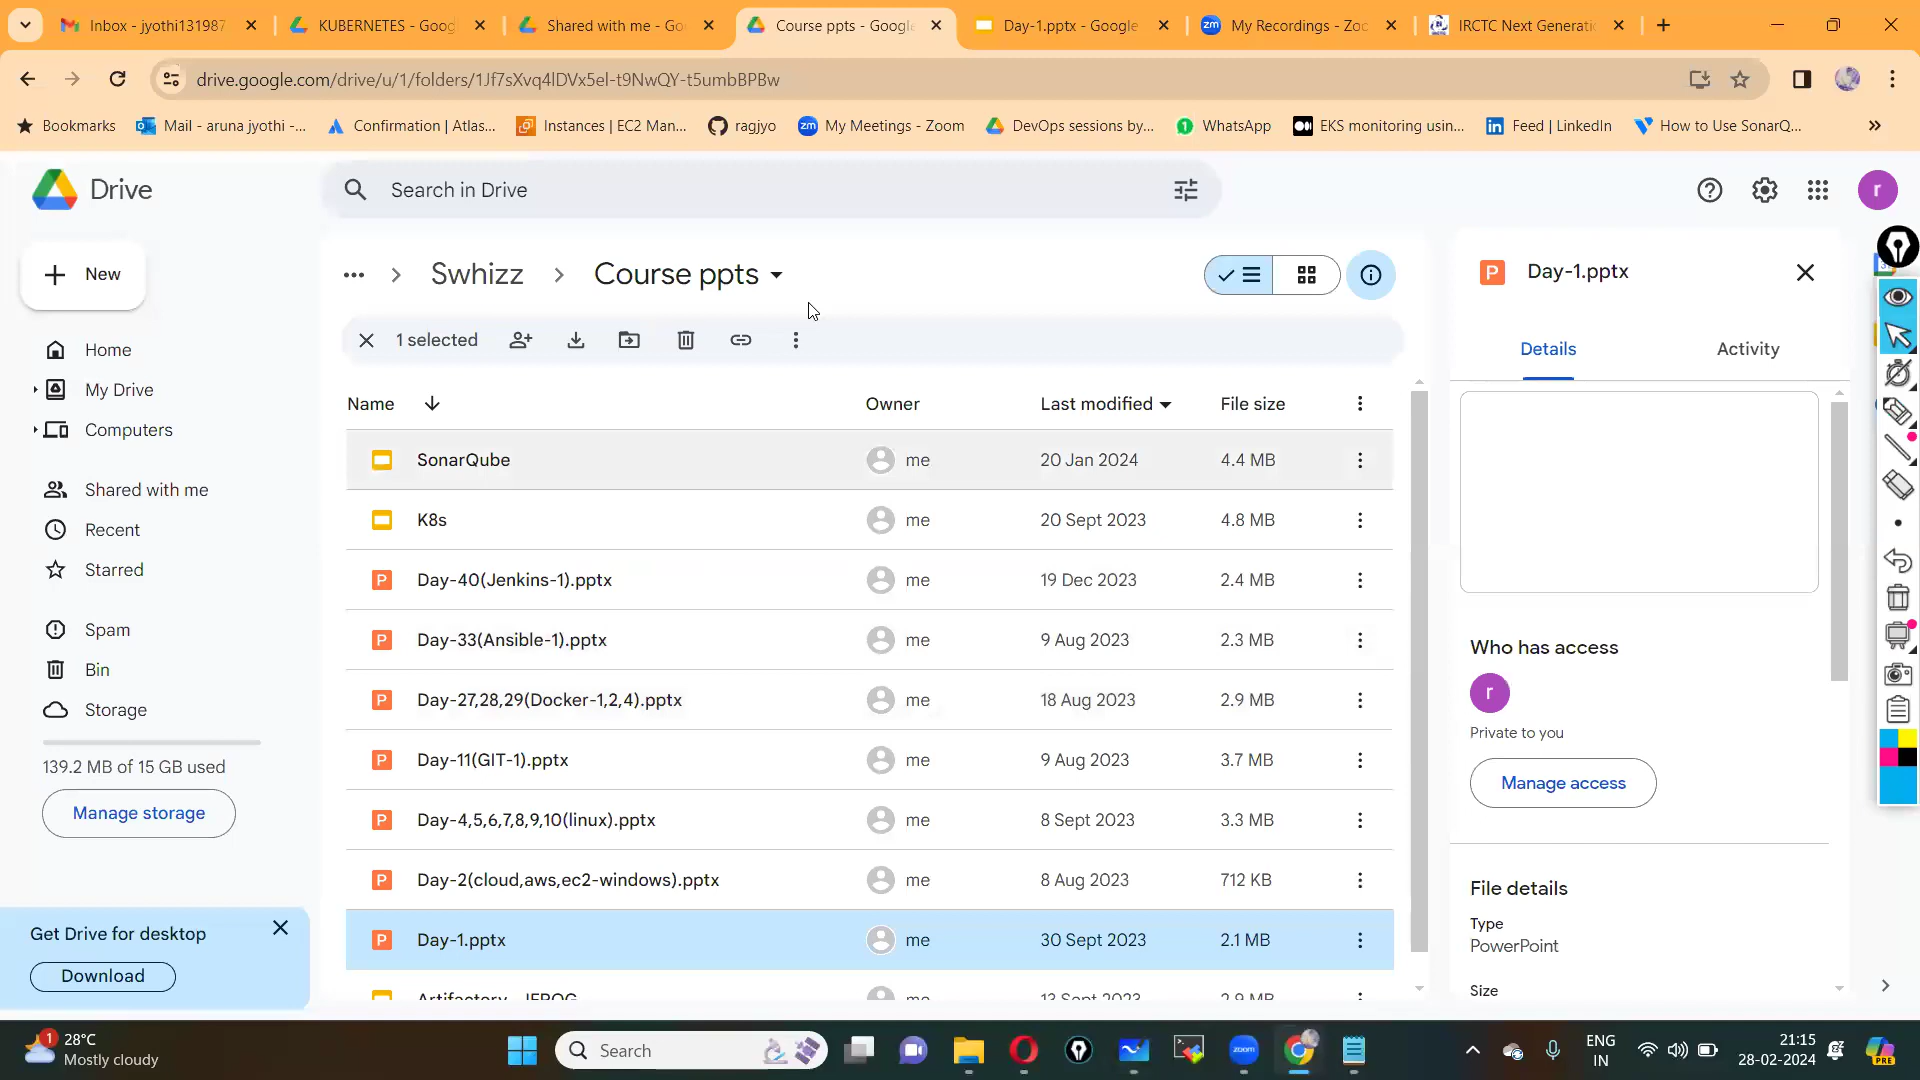 Inbox - jyothi131987
KUBERNETES - Goog
Shared with me - Go
Course ppts - Google
Day-1.pptx - Google
My Recordings - Zoo
IRCTC Next Generati
drive.google.com/drive/u/1/folders/1Jf7sXvq4lDVx5el-t9NwQY-t5umbBPBw
Bookmarks
Mail - aruna jyothi -...
Confirmation | Atlas...
Instances | EC2 Man...
ragjyo
My Meetings - Zoom
DevOps sessions by...
WhatsApp
EKS monitoring usin...
Feed | LinkedIn
How to Use SonarQ...
Drive
Search in Drive
r
New
Swhizz
Course ppts
Day-1.pptx
1 selected
Home
My Drive
Computers
Shared with me
Recent
Starred
Spam
Bin
Storage
139.2 MB of 15 GB used
Manage storage
Get Drive for desktop
Download
Name Owner Last modified File size
SonarQube me 20 Jan 2024 4.4 MB
K8s me 20 Sept 2023 4.8 MB
Day-40(Jenkins-1).pptx me 19 Dec 2023 2.4 MB
Day-33(Ansible-1).pptx me 9 Aug 2023 2.3 MB
Day-27,28,29(Docker-1,2,4).pptx me 18 Aug 2023 2.9 MB
Day-11(GIT-1).pptx me 9 Aug 2023 3.7 MB
Day-4,5,6,7,8,9,10(linux).pptx me 8 Sept 2023 3.3 MB
Day-2(cloud,aws,ec2-windows).pptx me 8 Aug 2023 712 KB
Day-1.pptx me 30 Sept 2023 2.1 MB
Artifactory - JFROG me 13 Sept 2023 2.9 MB
Details
Activity
Who has access
r
Private to you
Manage access
File details
Type
PowerPoint
Size
1
28°C
Mostly cloudy
Search
zoom
ENG
IN
21:15
28-02-2024
PRE